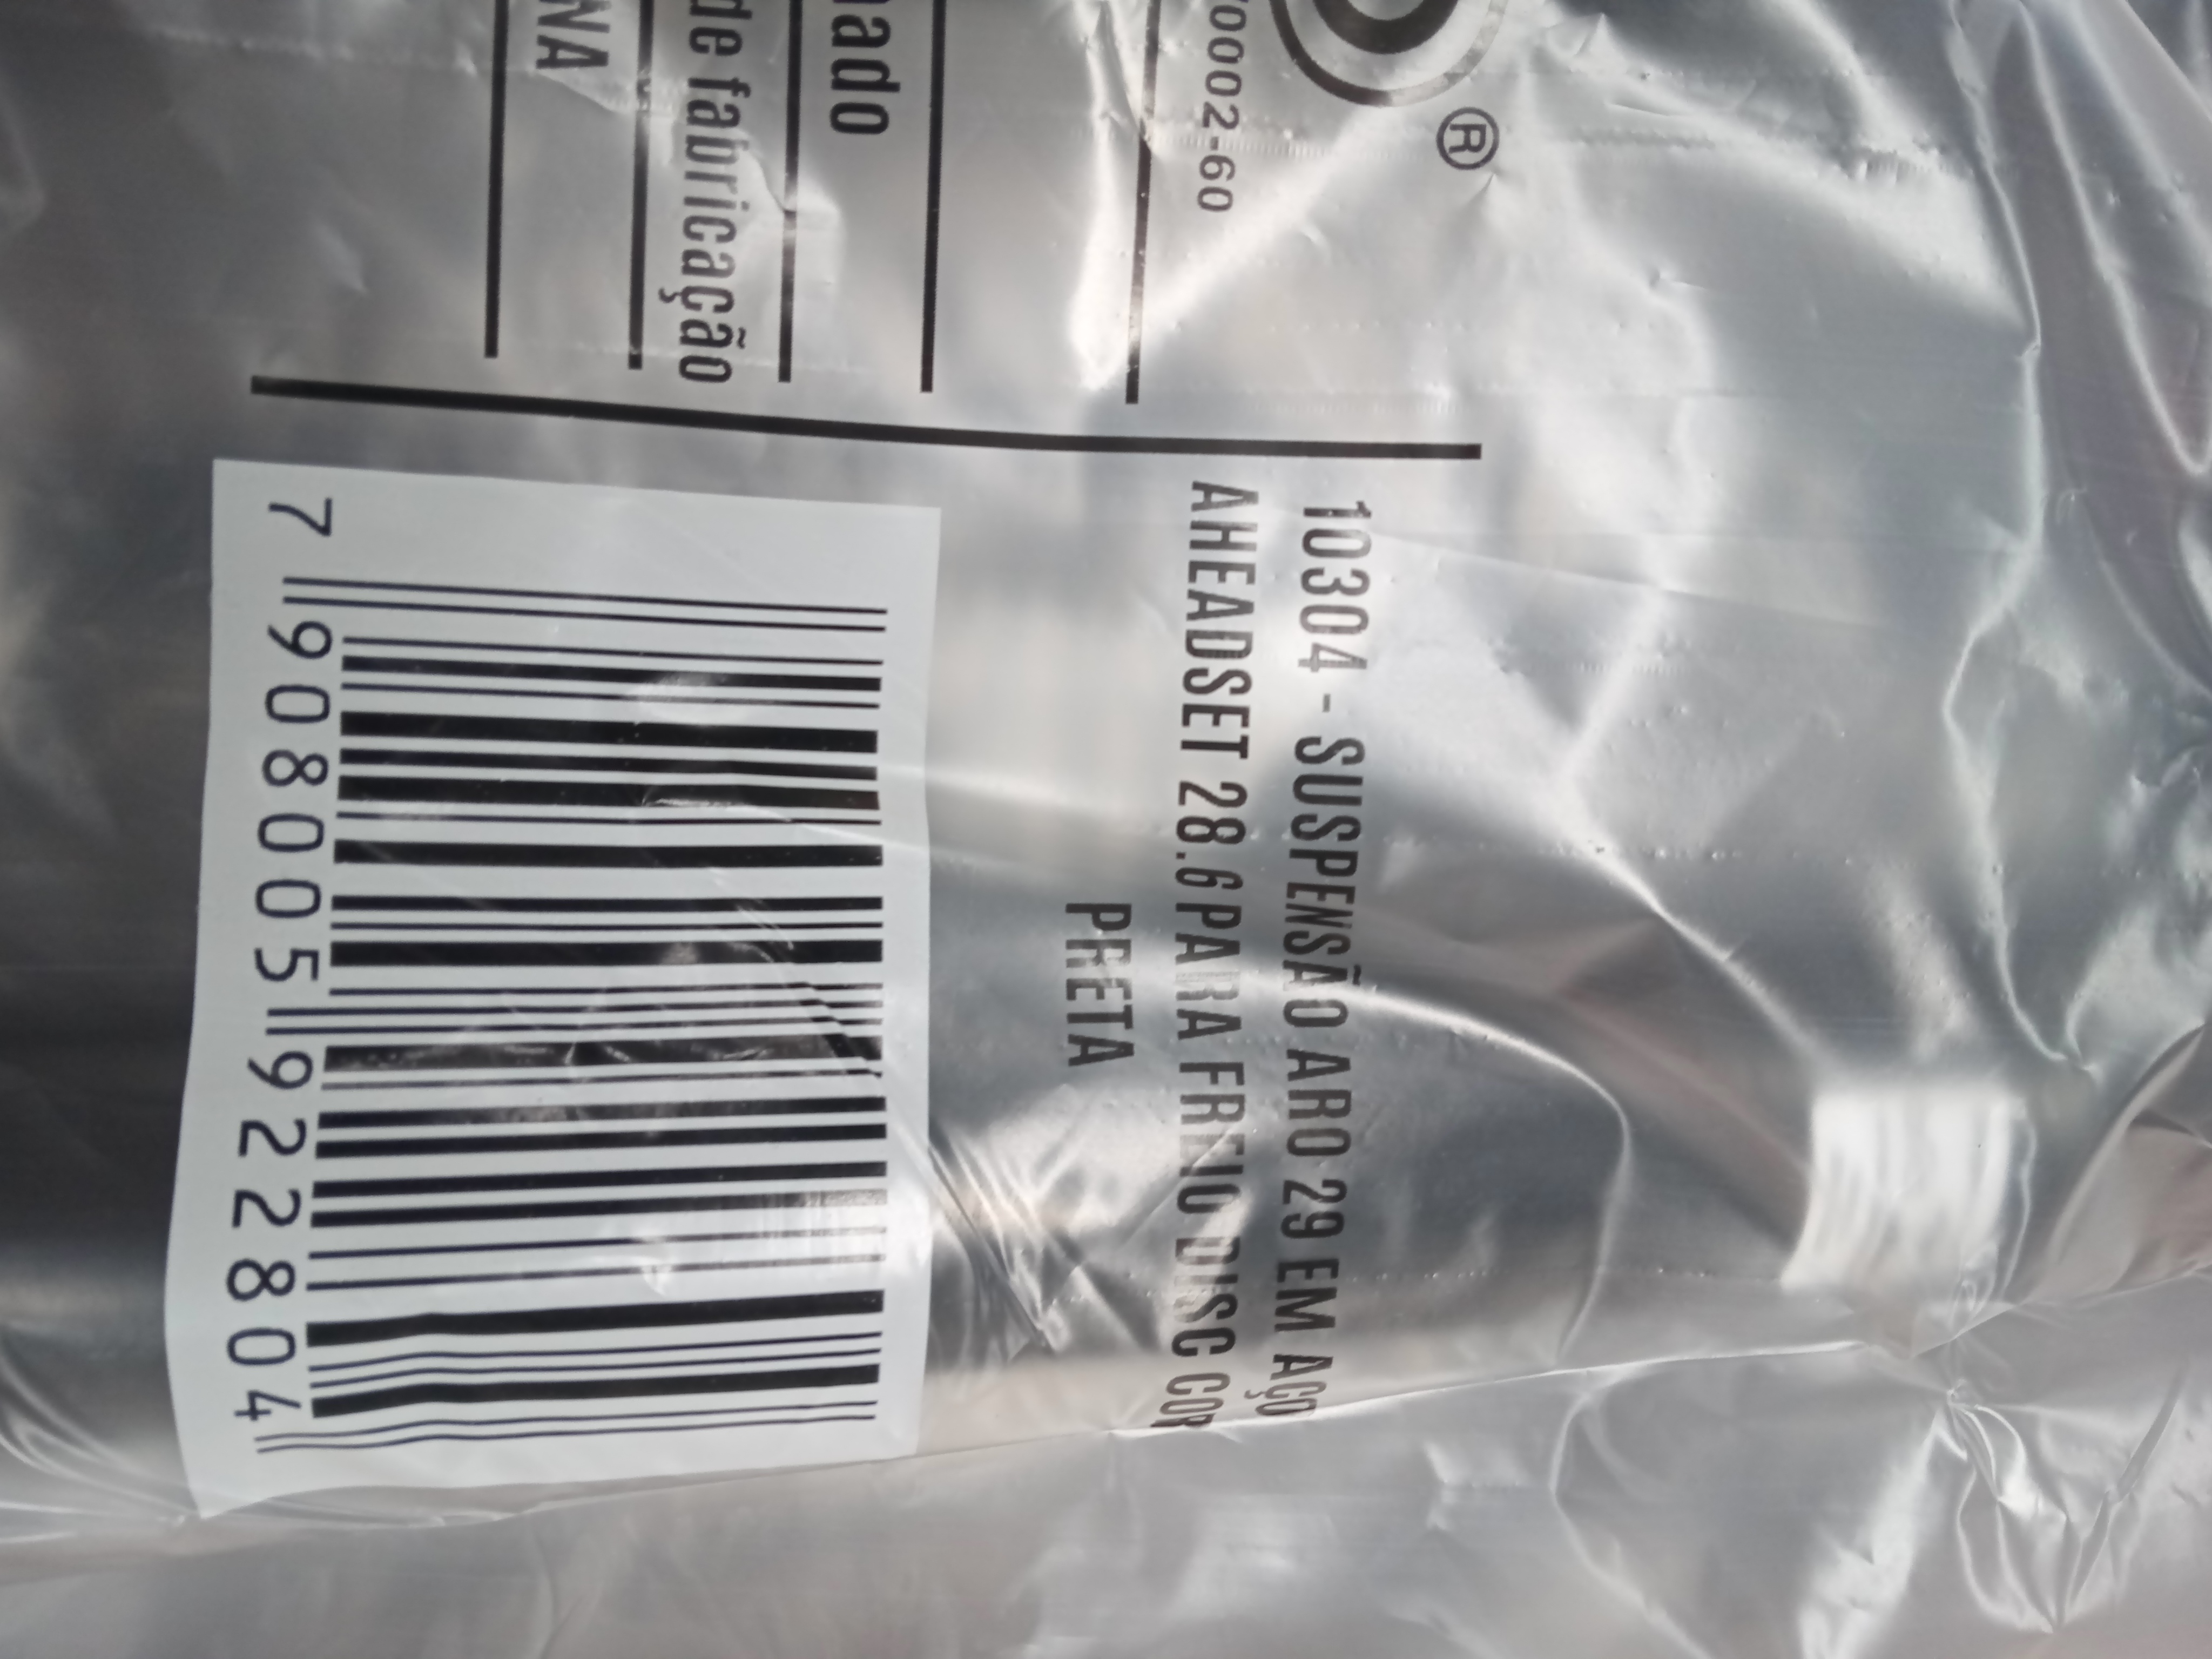 ®
/0002-60
nado
de fabricação
NA
10304 - SUSPENSÃO ARO 29 EM AÇO
AHEADSET 28.6 PARA FREIO DISC COR
PRETA
7 908005 922804